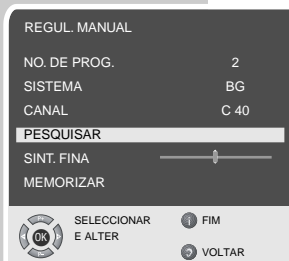 REGUL. MANUAL
NO. DE PROG. 2
SISTEMA BG
CANAL C 40
PESQUISAR
SINT. FINA
MEMORIZAR
SELECCIONAR
E ALTER
OK
P+
P-
i FIM
VOLTAR